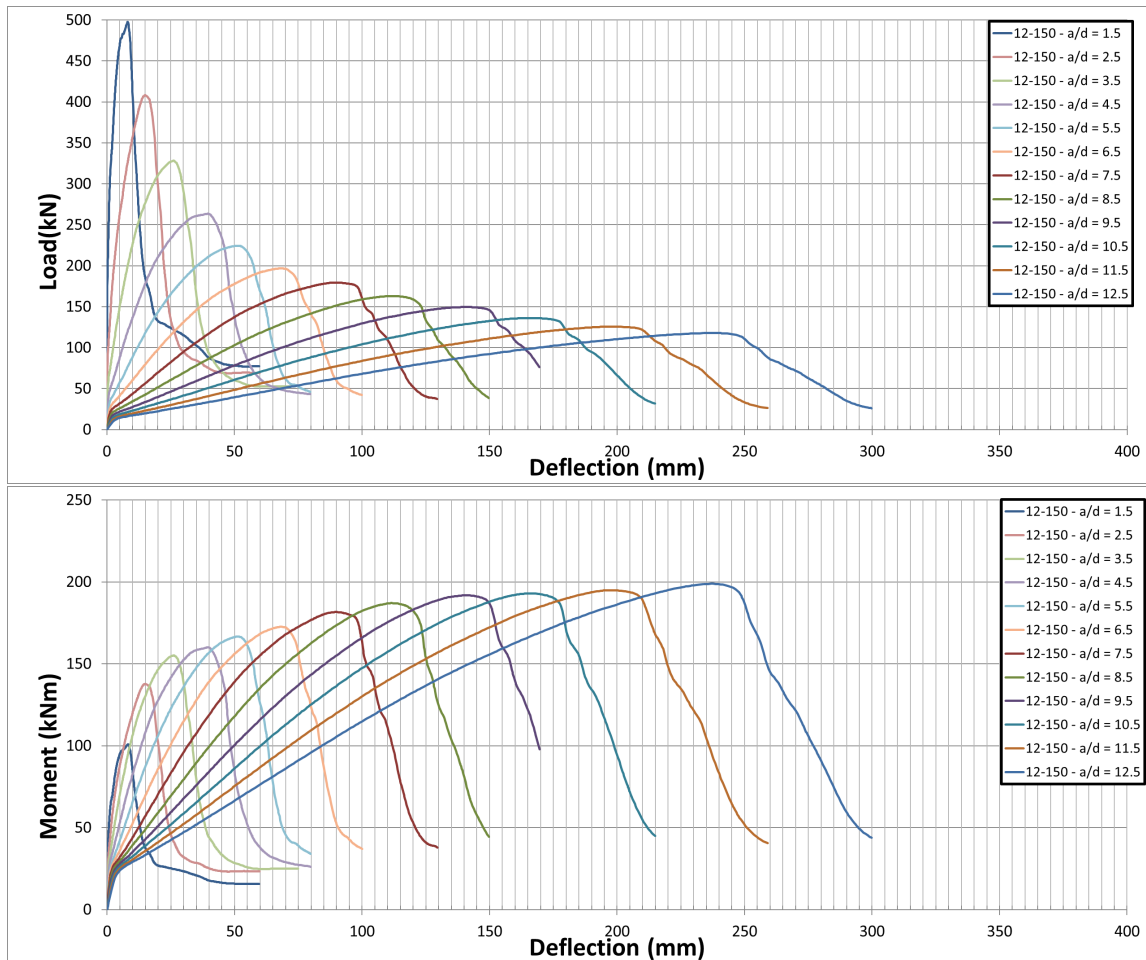 500
450
400
350
300
250
200
150
100
50
0
Load(kN)
0 50 100 150 200 250 300 350 400
Deflection (mm)
12-150 - a/d = 1.5
12-150 - a/d = 2.5
12-150 - a/d = 3.5
12-150 - a/d = 4.5
12-150 - a/d = 5.5
12-150 - a/d = 6.5
12-150 - a/d = 7.5
12-150 - a/d = 8.5
12-150 - a/d = 9.5
12-150 - a/d = 10.5
12-150 - a/d = 11.5
12-150 - a/d = 12.5
250
200
150
100
50
0
Moment (kNm)
0 50 100 150 200 250 300 350 400
Deflection (mm)
12-150 - a/d = 1.5
12-150 - a/d = 2.5
12-150 - a/d = 3.5
12-150 - a/d = 4.5
12-150 - a/d = 5.5
12-150 - a/d = 6.5
12-150 - a/d = 7.5
12-150 - a/d = 8.5
12-150 - a/d = 9.5
12-150 - a/d = 10.5
12-150 - a/d = 11.5
12-150 - a/d = 12.5